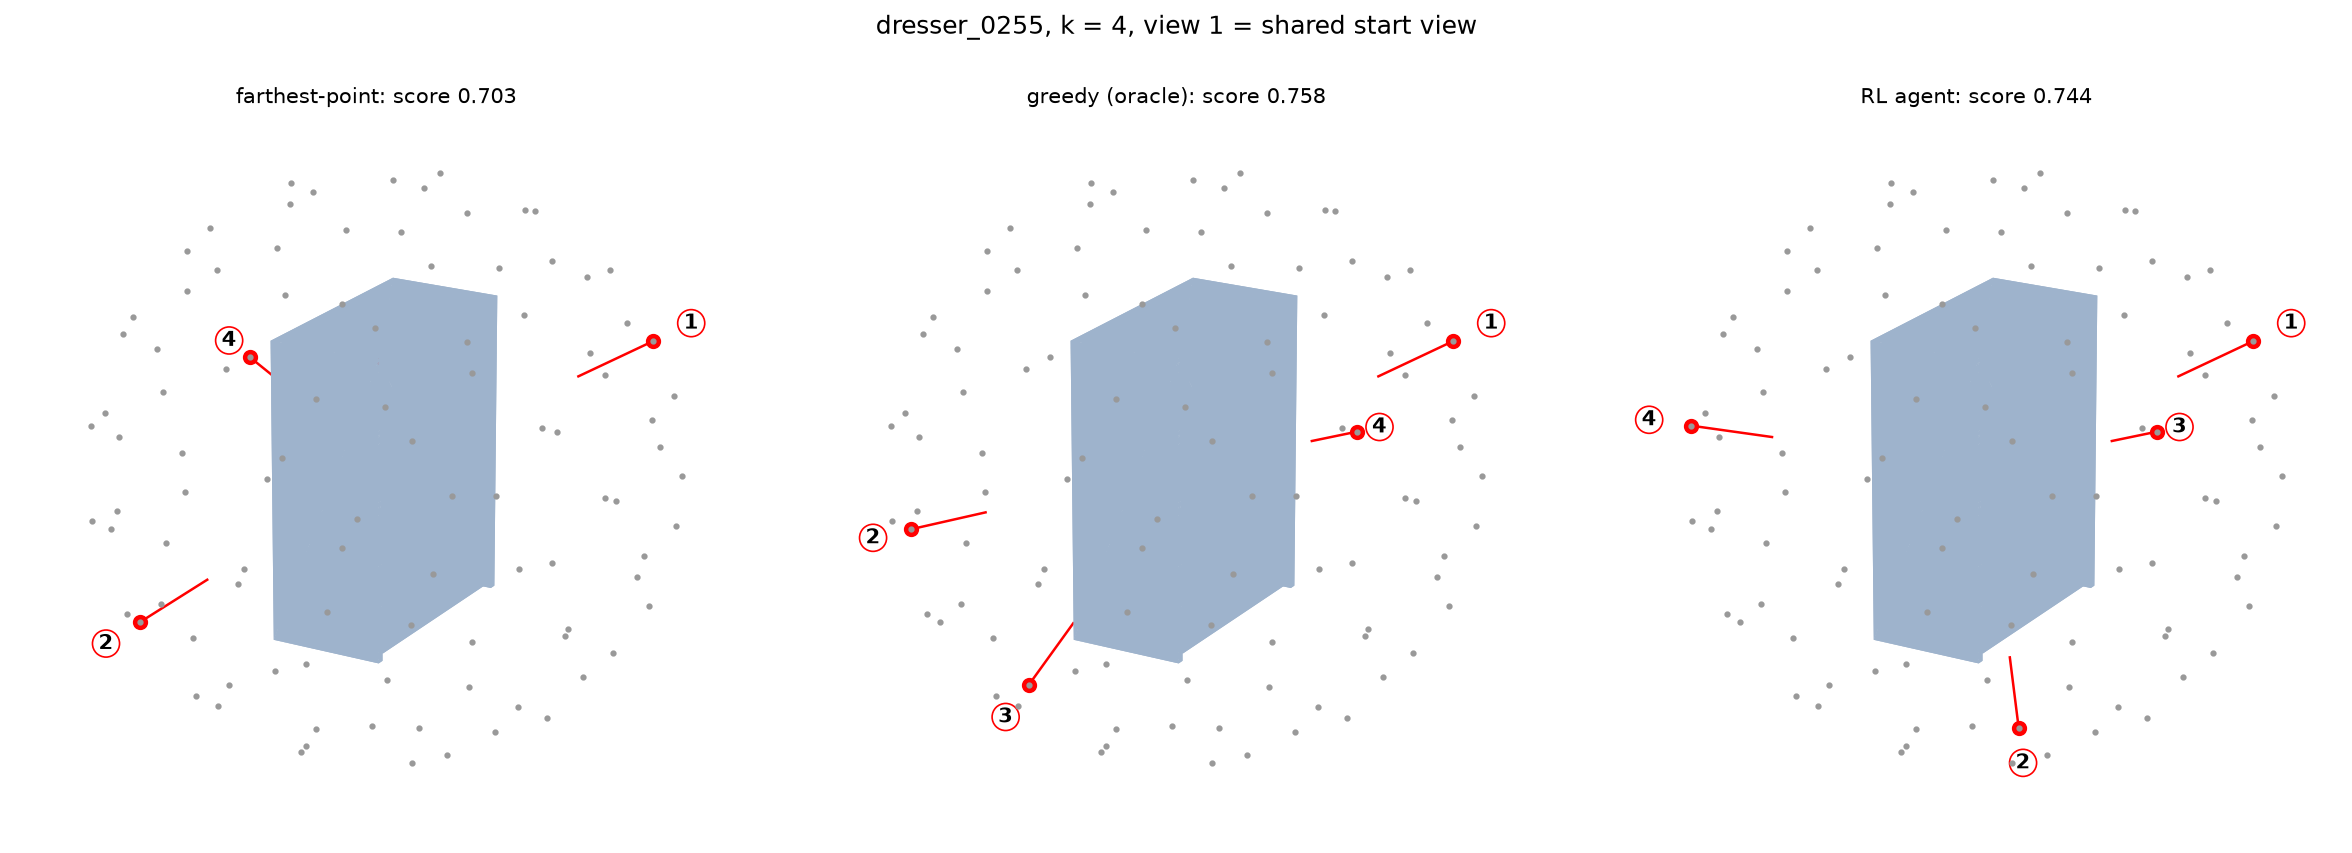 dresser_0255, k = 4, view 1 = shared start view
farthest-point: score 0.703
1
4
2
greedy (oracle): score 0.758
1
4
2
3
RL agent: score 0.744
1
4
3
2